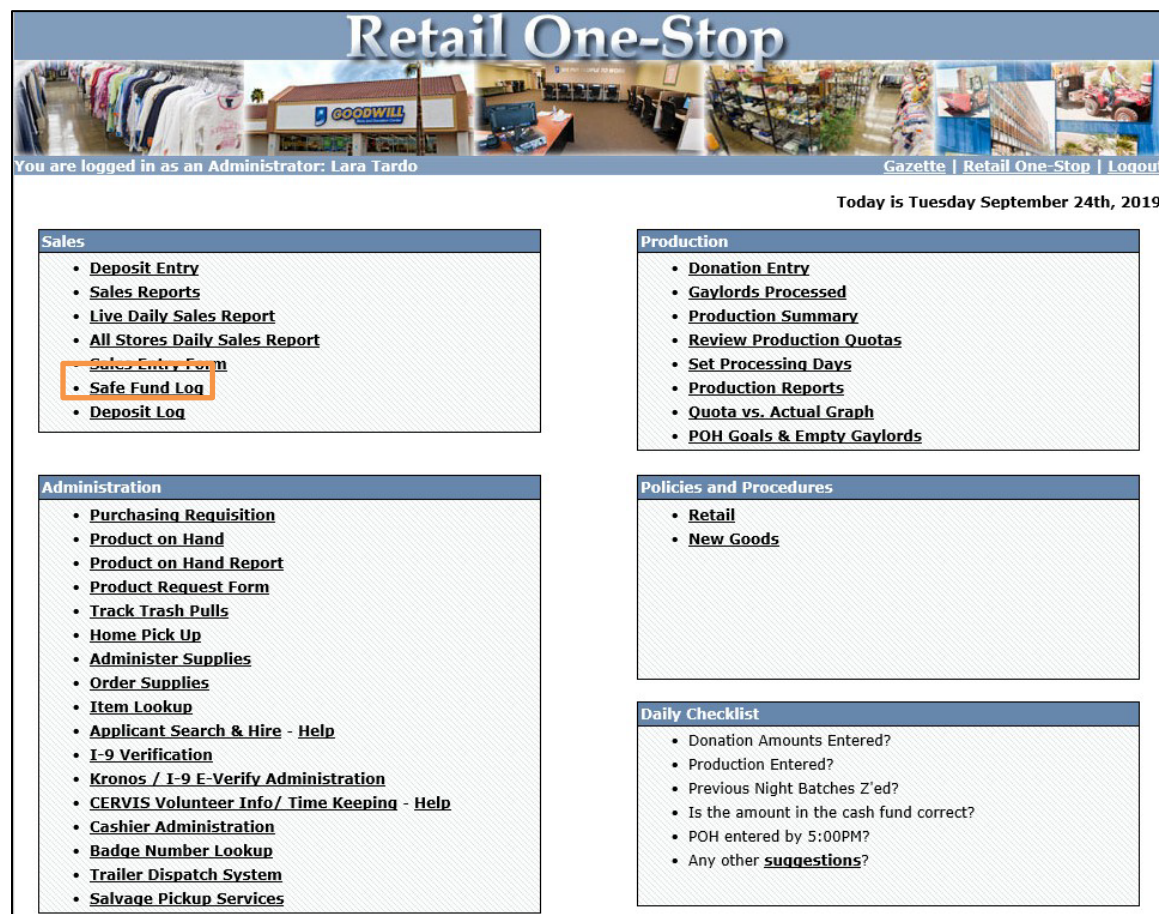 Retail One-Stop
GOODWILL
You are logged in as an Administrator: Lara Tardo
Gazette | Retail One-Stop | Logout
Today is Tuesday September 24th, 2019
Sales
• Deposit Entry
• Sales Reports
• Live Daily Sales Report
• All Stores Daily Sales Report
• Sales Entry Form
• Safe Fund Log
• Deposit Log
Production
• Donation Entry
• Gaylords Processed
• Production Summary
• Review Production Quotas
• Set Processing Days
• Production Reports
• Quota vs. Actual Graph
• POH Goals & Empty Gaylords
Administration
• Purchasing Requisition
• Product on Hand
• Product on Hand Report
• Product Request Form
• Track Trash Pulls
• Home Pick Up
• Administer Supplies
• Order Supplies
• Item Lookup
• Applicant Search & Hire - Help
• I-9 Verification
• Kronos / I-9 E-Verify Administration
• CERVIS Volunteer Info/ Time Keeping - Help
• Cashier Administration
• Badge Number Lookup
• Trailer Dispatch System
• Salvage Pickup Services
Policies and Procedures
• Retail
• New Goods
Daily Checklist
• Donation Amounts Entered?
• Production Entered?
• Previous Night Batches Z'ed?
• Is the amount in the cash fund correct?
• POH entered by 5:00PM?
• Any other suggestions?